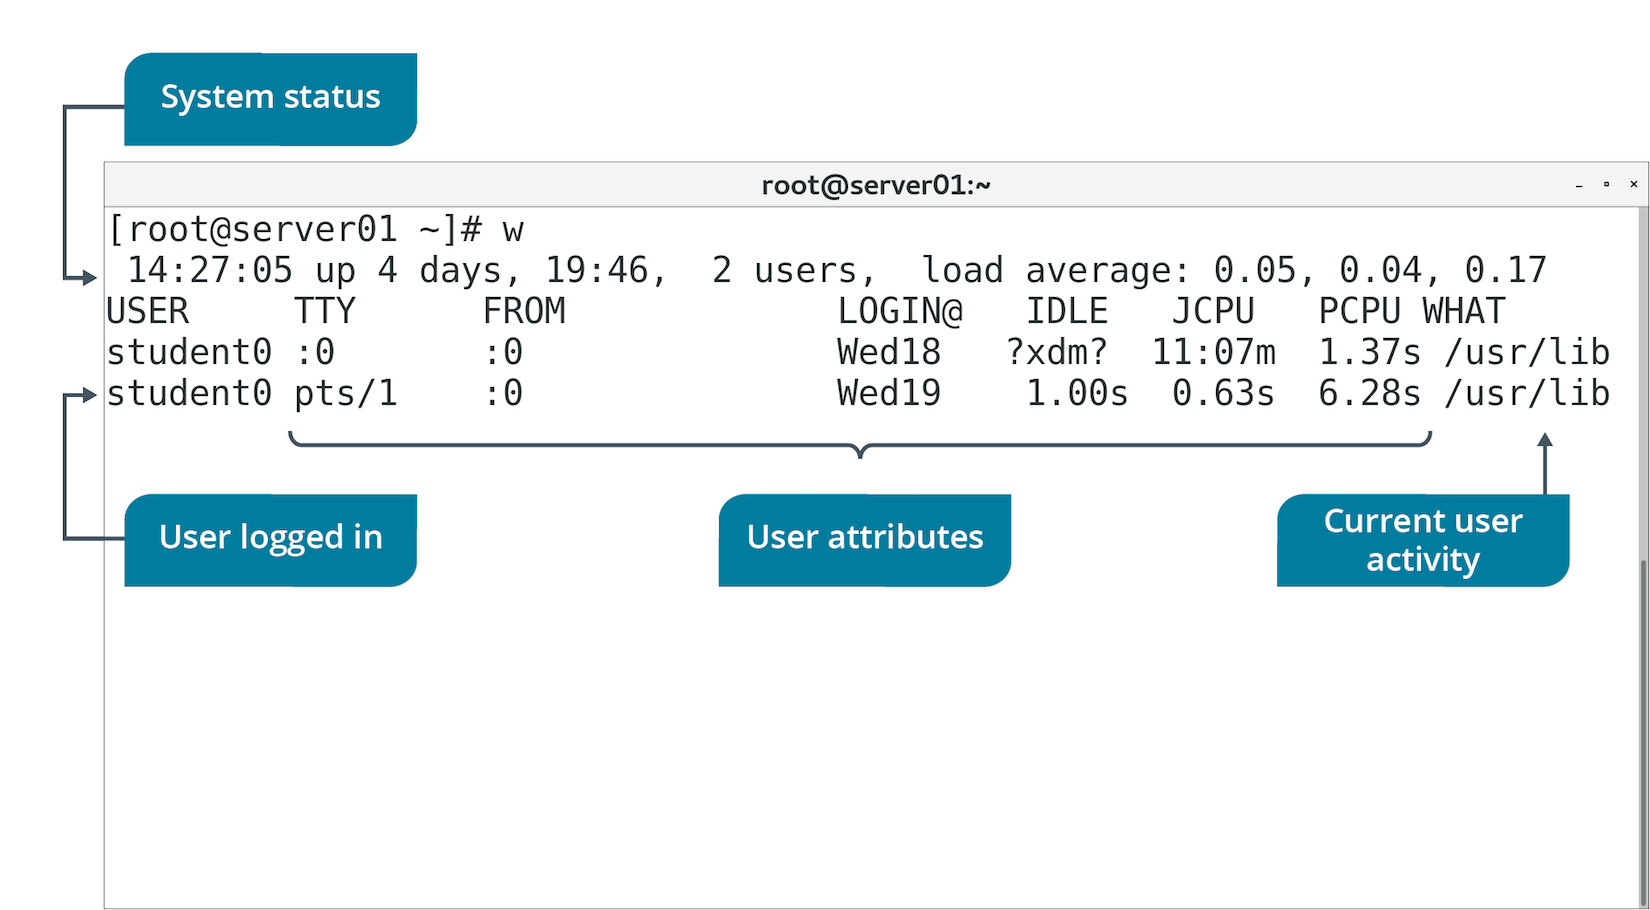 System status
root@server01:~
[root@server01 ~]# w
 14:27:05 up 4 days, 19:46,  2 users,  load average: 0.05, 0.04, 0.17
USER     TTY      FROM             LOGIN@   IDLE   JCPU   PCPU WHAT
student0 :0       :0               Wed18   ?xdm?  11:07m  1.37s /usr/lib
student0 pts/1    :0               Wed19    1.00s  0.63s  6.28s /usr/lib
User logged in
User attributes
Current user
activity